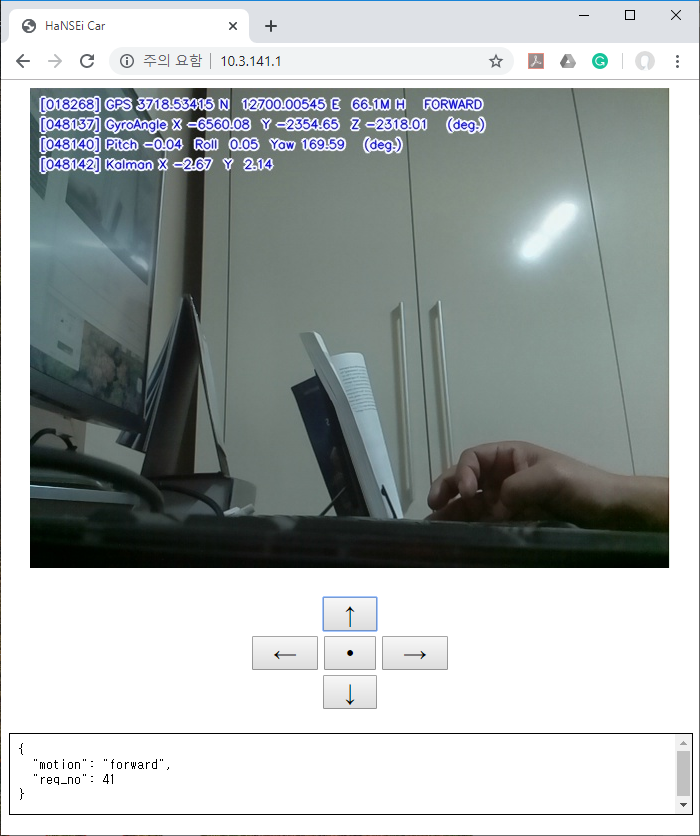 HaNSEi Car
주의 요함 10.3.141.1
[018268] GPS 3718.53415 N 12700.00545 E 66.1M H FORWARD
[048137] GyroAngle X -6560.08 Y -2354.65 Z -2318.01 (deg.)
[048140] Pitch -0.04 Roll 0.05 Yaw 169.59 (deg.)
[048142] Kalman X -2.67 Y 2.14
↑
← • →
↓
{
"motion": "forward",
"req_no": 41
}